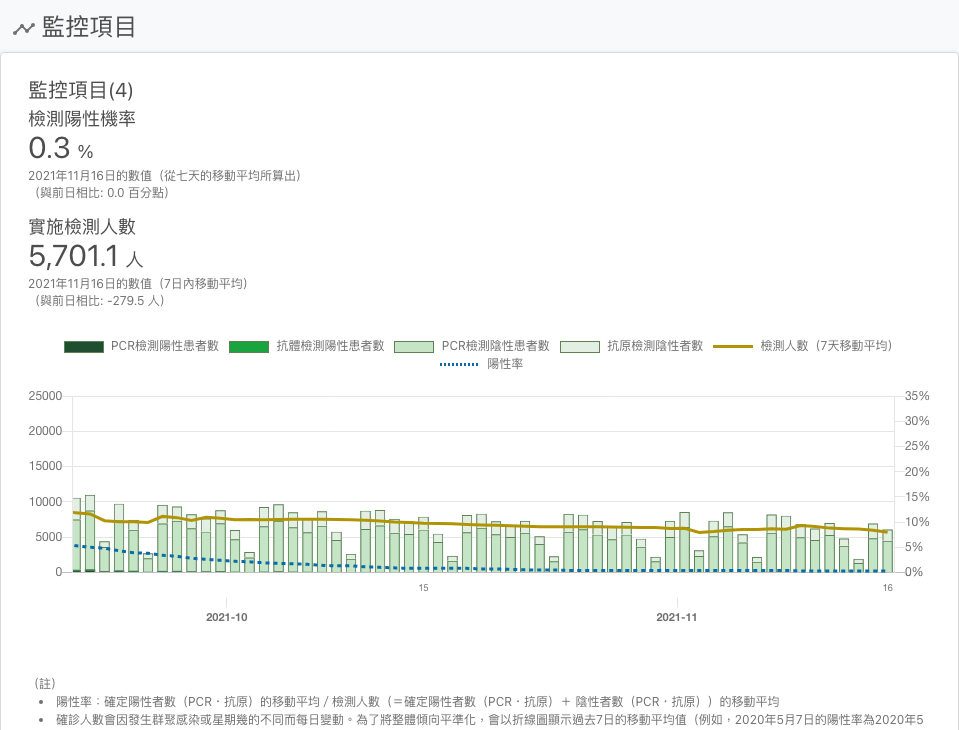 監控項目
監控項目(4)
檢測陽性機率
0.3 %
2021年11月16日的數值（從七天的移動平均所算出）
（與前日相比: 0.0 百分點）
實施檢測人數
5,701.1 人
2021年11月16日的數值（7日內移動平均）
（與前日相比: -279.5 人）
PCR檢測陽性患者數 抗體檢測陽性患者數 PCR檢測陰性患者數 抗原檢測陰性者數 檢測人數（7天移動平均）
陽性率
25000 35%
30%
20000
25%
15000 20%
15%
10000
10%
5000
5%
0 0%
15 16
2021-10 2021-11
（註）
• 陽性率：確定陽性者數（PCR・抗原）的移動平均 / 檢測人數（＝確定陽性者數（PCR・抗原）＋ 陰性者數（PCR・抗原））的移動平均
• 確診人數會因發生群聚感染或星期幾的不同而每日變動。為了將整體傾向平準化，會以折線圖顯示過去7日的移動平均值（例如，2020年5月7日的陽性率為2020年5